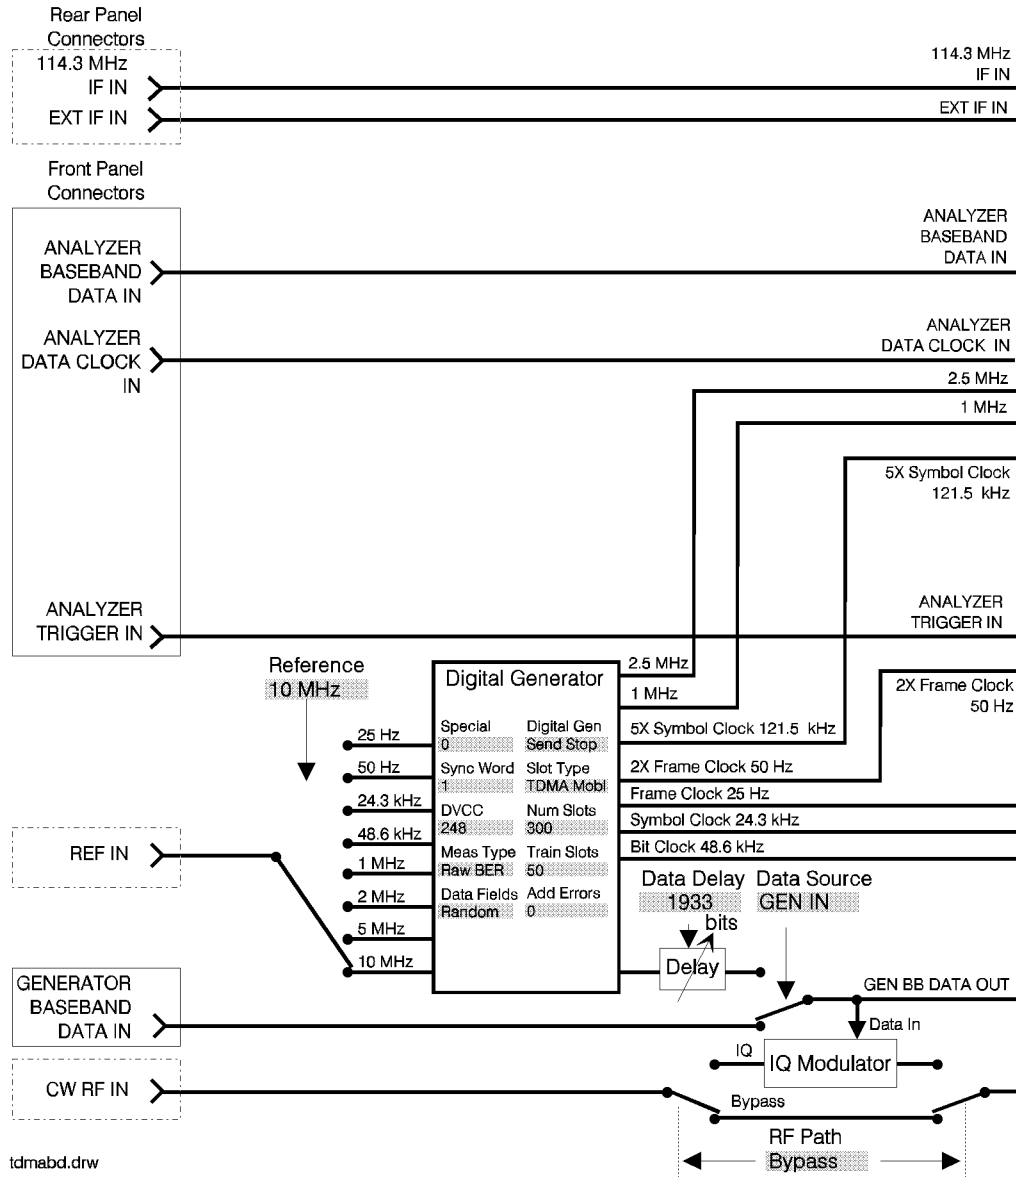 Rear Panel
Connectors
114.3 MHz
IF IN
EXT IF IN
114.3 MHz
IF IN
EXT IF IN
Front Panel
Connectors
ANALYZER
BASEBAND
DATA IN
ANALYZER
BASEBAND
DATA IN
ANALYZER
DATA CLOCK
IN
ANALYZER
DATA CLOCK IN
2.5 MHz
1 MHz
5X Symbol Clock
121.5 kHz
ANALYZER
TRIGGER IN
ANALYZER
TRIGGER IN
Reference
10 MHz
Digital Generator
Special
0
Digital Gen
Send Stop
Sync Word
1
Slot Type
TDMA Mobl
DVCC
248
Num Slots
300
Meas Type
Raw BER
Train Slots
50
Data Fields
Random
Add Errors
0
25 Hz
50 Hz
24.3 kHz
48.6 kHz
1 MHz
2 MHz
5 MHz
10 MHz
2.5 MHz
1 MHz
5X Symbol Clock 121.5 kHz
2X Frame Clock 50 Hz
Frame Clock 25 Hz
Symbol Clock 24.3 kHz
Bit Clock 48.6 kHz
2X Frame Clock
50 Hz
REF IN
Data Delay
1933
bits
Data Source
GEN IN
Delay
GENERATOR
BASEBAND
DATA IN
GEN BB DATA OUT
Data In
IQ
IQ Modulator
CW RF IN
Bypass
RF Path
Bypass
tdmabd.drw